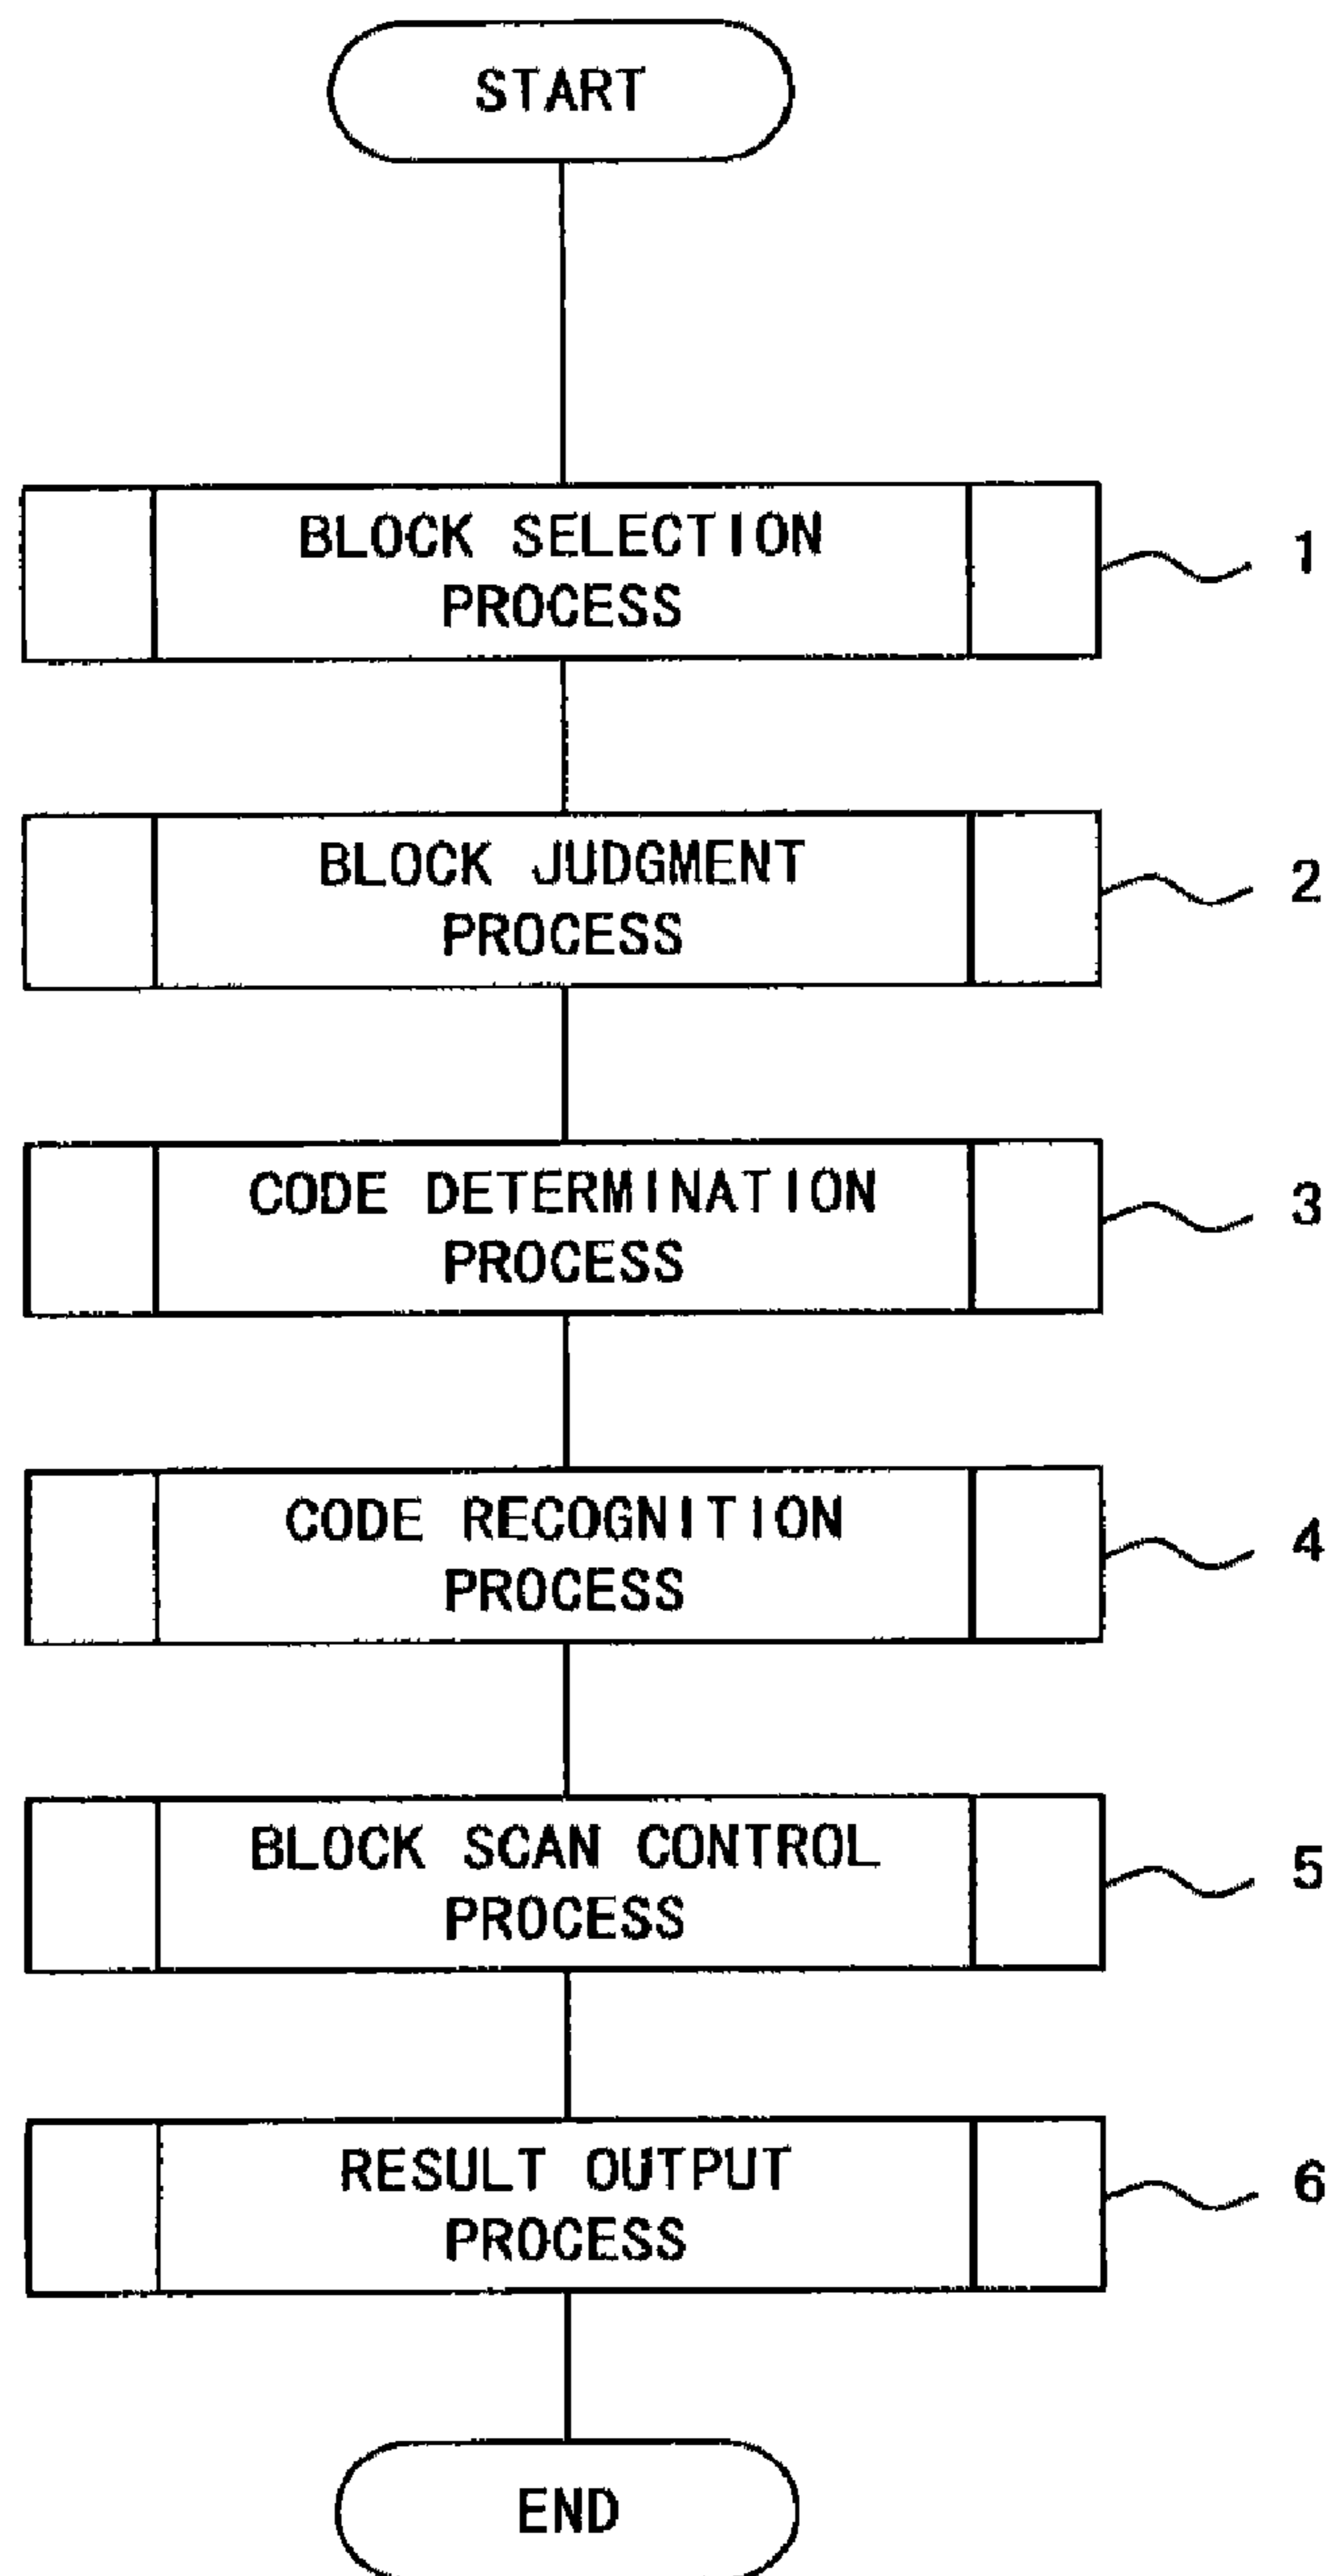 START
BLOCK SELECTION
PROCESS
1
BLOCK JUDGMENT
PROCESS
2
CODE DETERMINATION
PROCESS
3
CODE RECOGNITION
PROCESS
4
BLOCK SCAN CONTROL
PROCESS
5
RESULT OUTPUT
PROCESS
6
END